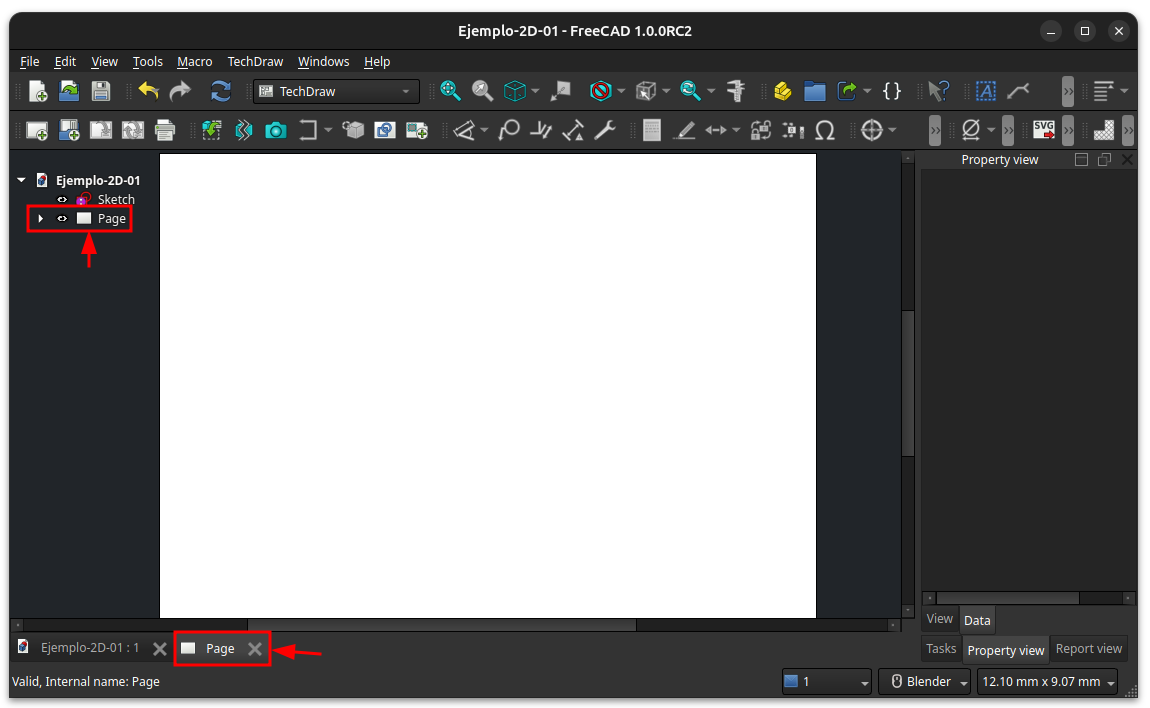 Ejemplo-2D-01 - FreeCAD 1.0.0RC2
File Edit View Tools Macro TechDraw Windows Help
TechDraw
{ }
A
SVG
Property view
Ejemplo-2D-01
Sketch
Page
View Data
Ejemplo-2D-01 : 1 Page
Tasks Property view Report view
Valid, Internal name: Page
1 Blender 12.10 mm x 9.07 mm